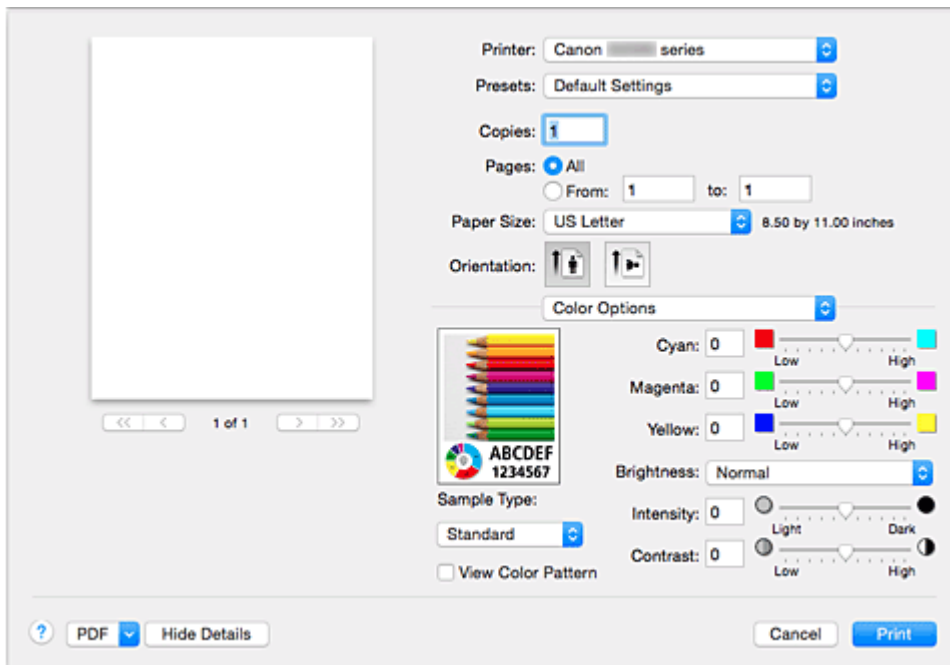 Printer: Canon series
Presets: Default Settings
Copies: 1
Pages: All
From: 1 to: 1
Paper Size: US Letter 8.50 by 11.00 inches
Orientation:
Color Options
Cyan: 0
Low High
Magenta: 0
Low High
Yellow: 0
Low High
ABCDEF
1234567
Brightness: Normal
Sample Type:
Intensity: 0
Light Dark
Standard
Contrast: 0
Low High
View Color Pattern
<< < 1 of 1 > >>
? PDF Hide Details Cancel Print